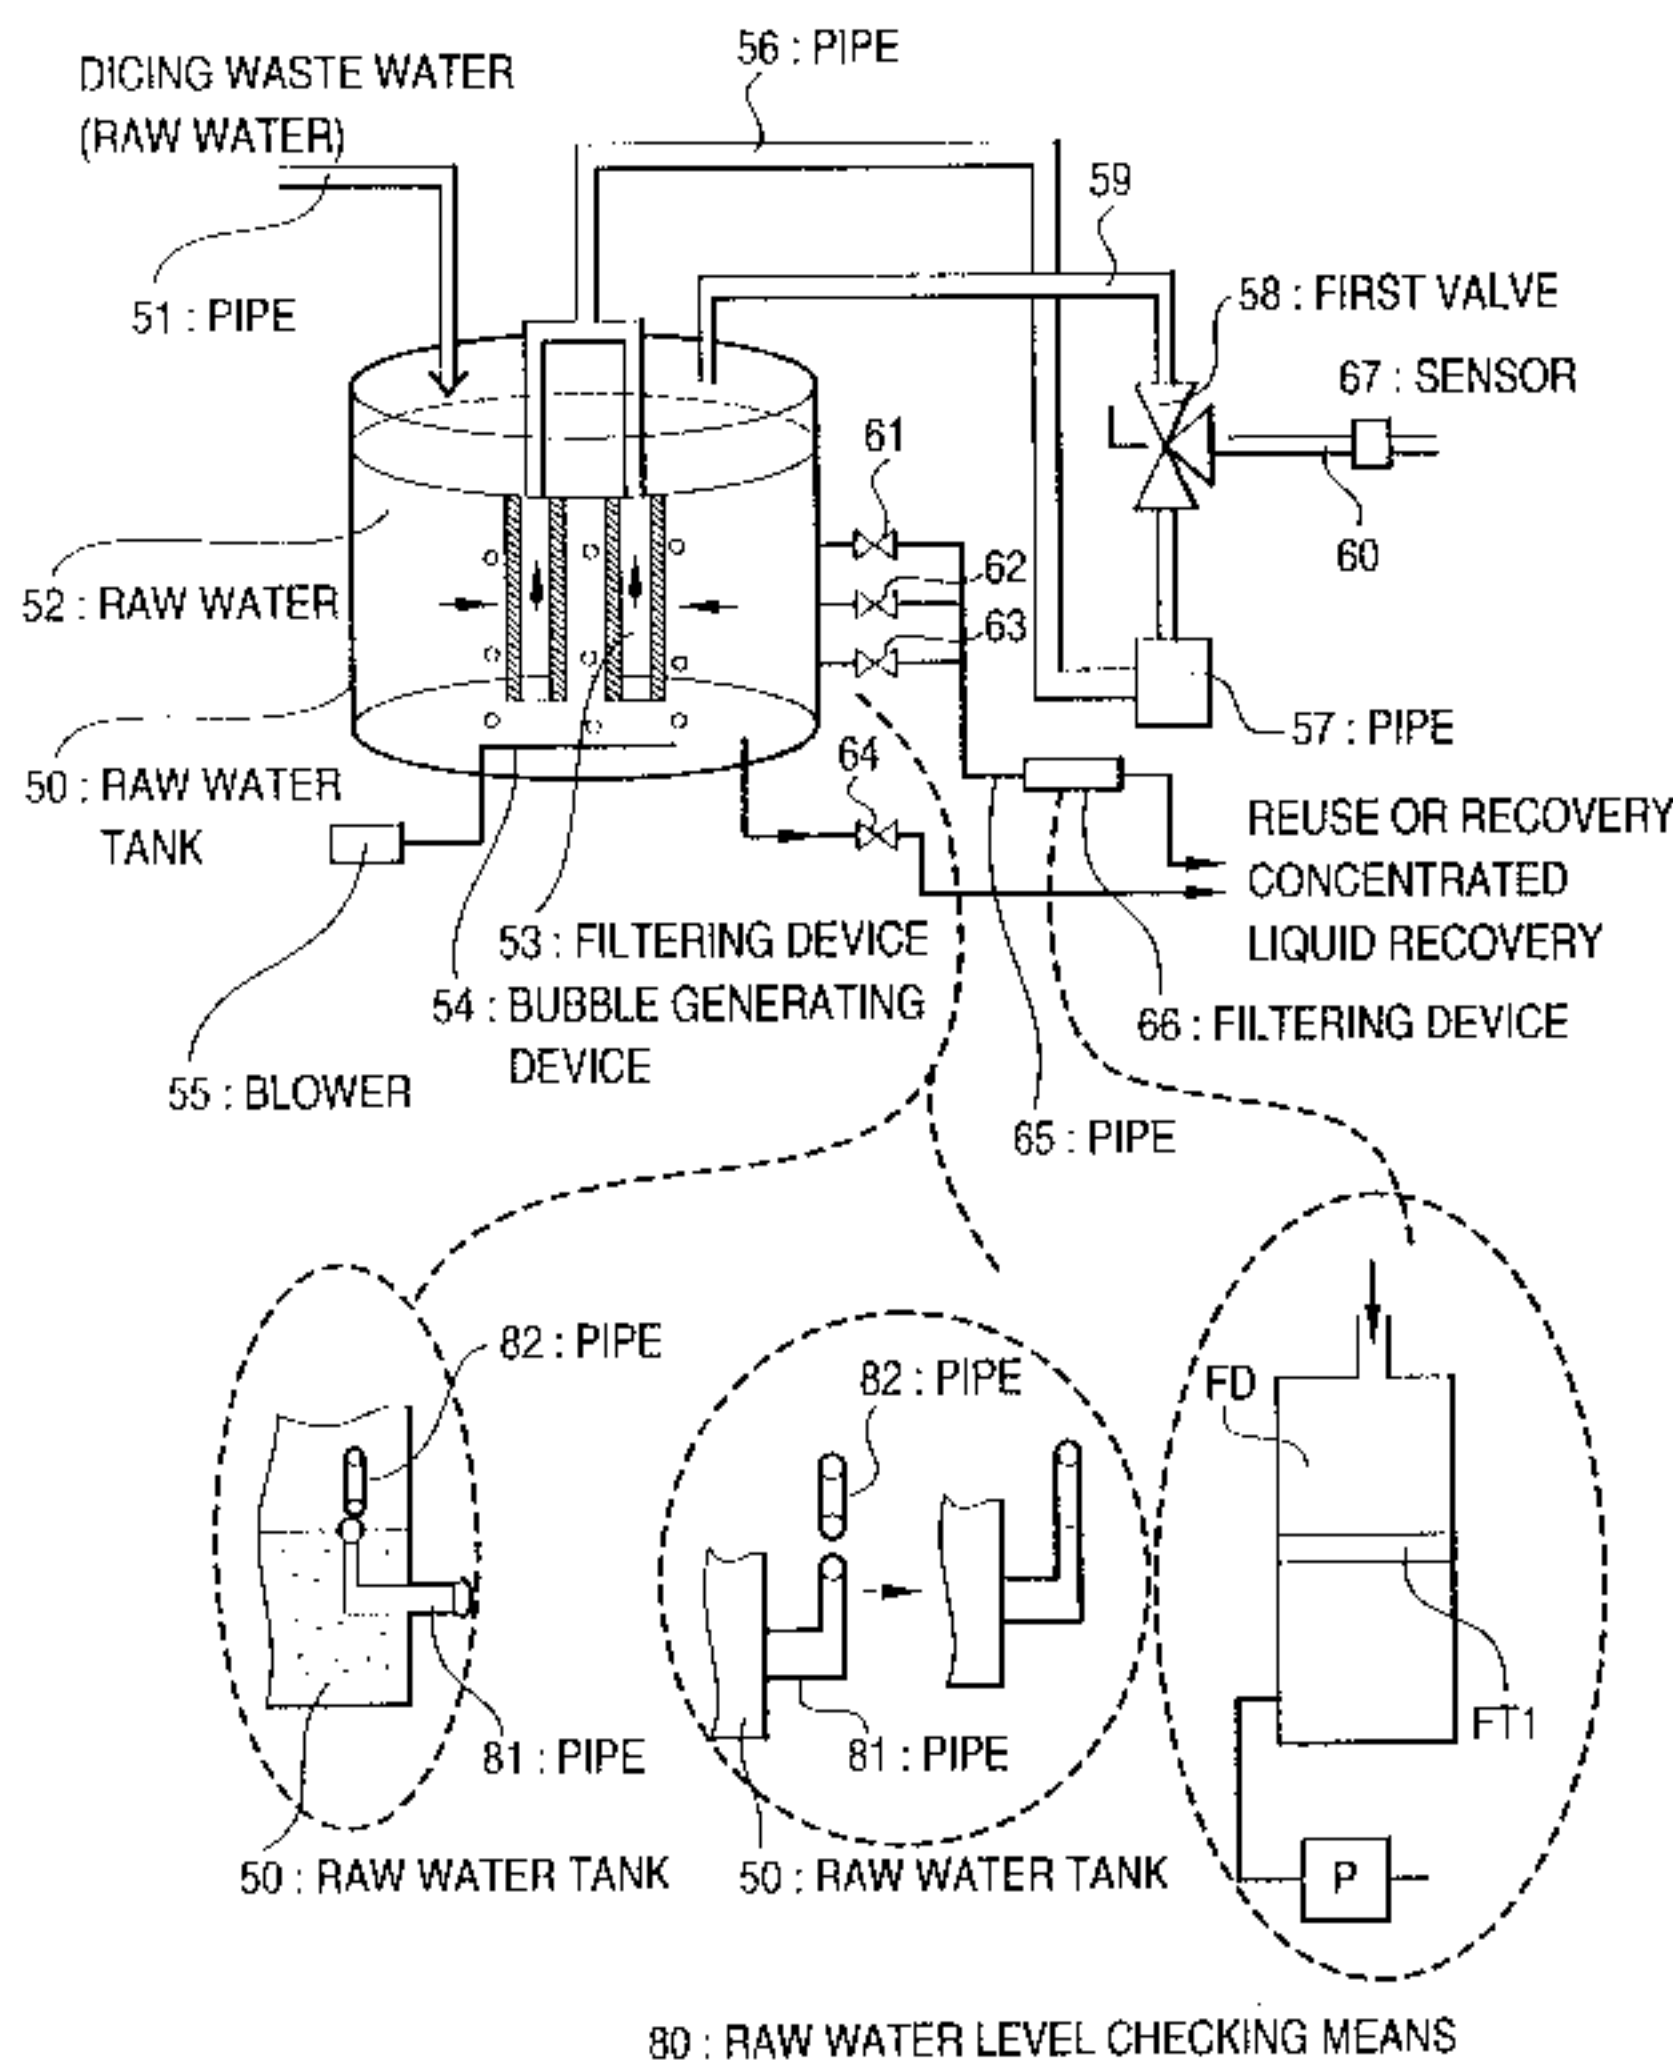 56 : PIPE
DICING WASTE WATER
(RAW WATER)
59
51 : PIPE
58 : FIRST VALVE
67 : SENSOR
61
60
62
52 : RAW WATER
63
57 : PIPE
64
50 : RAW WATER
TANK
REUSE OR RECOVERY
CONCENTRATED
LIQUID RECOVERY
53 : FILTERING DEVICE
54 : BUBBLE GENERATING
DEVICE
66 : FILTERING DEVICE
55 : BLOWER
65 : PIPE
82 : PIPE
82 : PIPE
FD
FT1
81 : PIPE
81 : PIPE
50 : RAW WATER TANK
50 : RAW WATER TANK
P
80 : RAW WATER LEVEL CHECKING MEANS